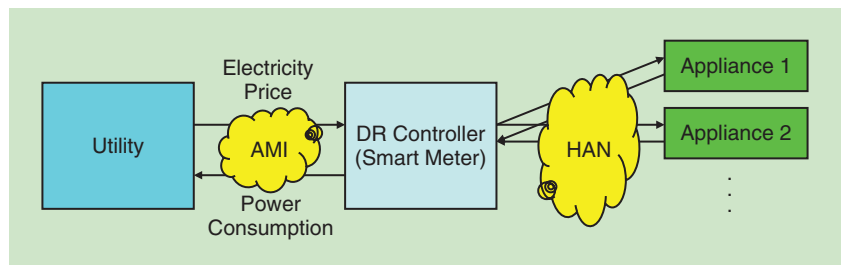 Electricity
Price
Utility
AMI
Power
Consumption
DR Controller
(Smart Meter)
HAN
Appliance 1
Appliance 2